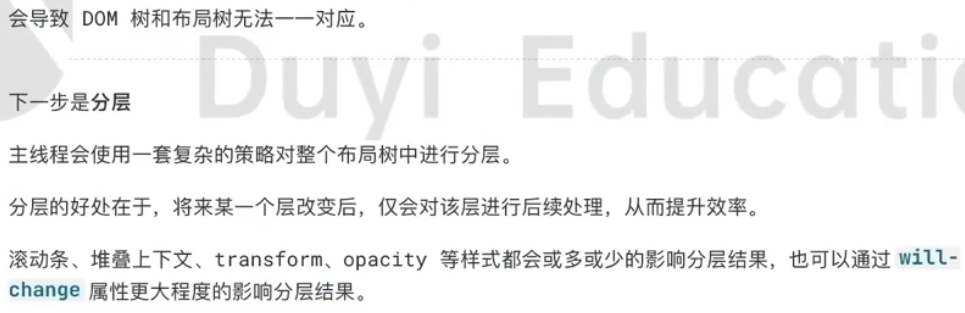 会导致 DOM 树和布局树无法一一对应。
Duyi Educati
下一步是分层
主线程会使用一套复杂的策略对整个布局树中进行分层。
分层的好处在于，将来某一个层改变后，仅会对该层进行后续处理，从而提升效率。
滚动条、堆叠上下文、transform、opacity 等样式都会或多或少的影响分层结果，也可以通过 will-
change 属性更大程度的影响分层结果。